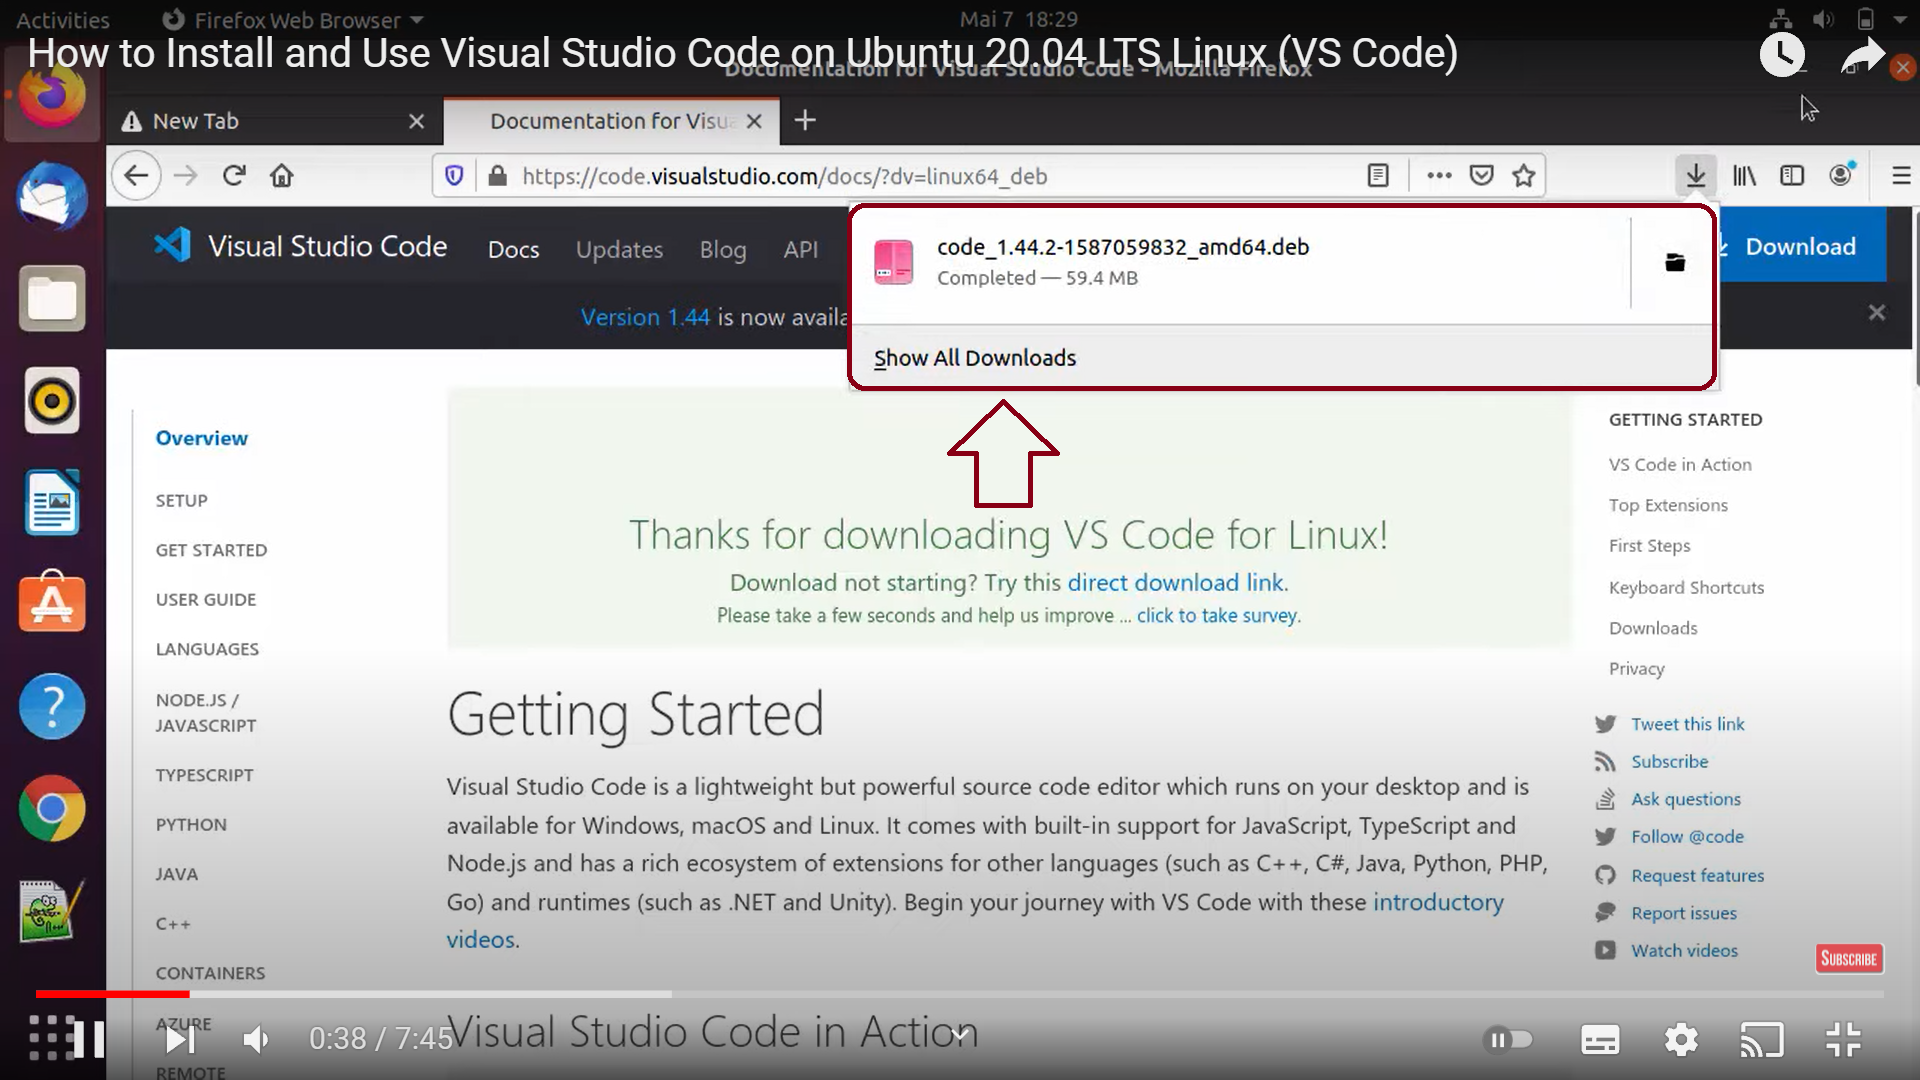 Activities
Firefox Web Browser
Mai 7 18:29
How to Install and Use Visual Studio Code on Ubuntu 20.04 LTS Linux (VS Code)
Documentation for Visual Studio Code - Mozilla Firefox
New Tab
Documentation for Visua
https://code.visualstudio.com/docs/?dv=linux64_deb
Visual Studio Code
Docs
Updates
Blog
API
Download
code_1.44.2-1587059832_amd64.deb
Completed — 59.4 MB
Show All Downloads
Version 1.44 is now availa
Overview
SETUP
GET STARTED
USER GUIDE
LANGUAGES
NODE.JS /
JAVASCRIPT
TYPESCRIPT
PYTHON
JAVA
C++
CONTAINERS
AZURE
REMOTE
Thanks for downloading VS Code for Linux!
Download not starting? Try this direct download link.
Please take a few seconds and help us improve ... click to take survey.
Getting Started
Visual Studio Code is a lightweight but powerful source code editor which runs on your desktop and is
available for Windows, macOS and Linux. It comes with built-in support for JavaScript, TypeScript and
Node.js and has a rich ecosystem of extensions for other languages (such as C++, C#, Java, Python, PHP,
Go) and runtimes (such as .NET and Unity). Begin your journey with VS Code with these introductory
videos.
Visual Studio Code in Action
GETTING STARTED
VS Code in Action
Top Extensions
First Steps
Keyboard Shortcuts
Downloads
Privacy
Tweet this link
Subscribe
Ask questions
Follow @code
Request features
Report issues
Watch videos
SUBSCRIBE
0:38 / 7:45